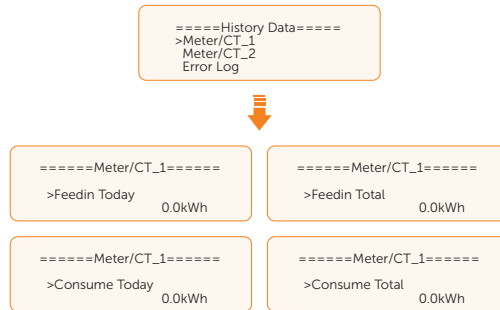 =====History Data=====
>Meter/CT_1
Meter/CT_2
Error Log
======Meter/CT_1======
>Feedin Today
0.0kWh
======Meter/CT_1======
>Feedin Total
0.0kWh
======Meter/CT_1======
>Consume Today
0.0kWh
======Meter/CT_1======
>Consume Total
0.0kWh